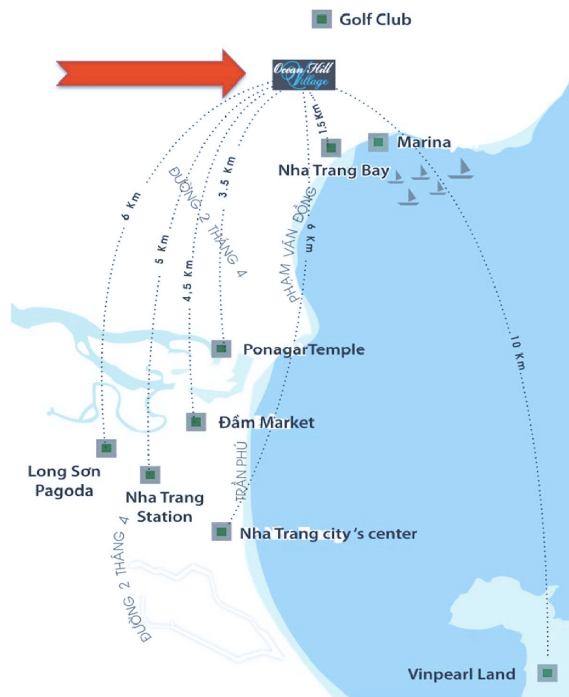 Golf Club
Ocean Hill
Village
1.5 Km
Marina
Nha Trang Bay
6 Km
ĐƯỜNG 2 THÁNG 4
3.5 Km
PHẠM VĂN ĐỒNG
6 Km
5 Km
4,5 Km
10 Km
PonagarTemple
Đầm Market
Long Sơn
Pagoda
Nha Trang
Station
TRẦN PHÚ
Nha Trang city's center
ĐƯỜNG 2 THÁNG 4
Vinpearl Land